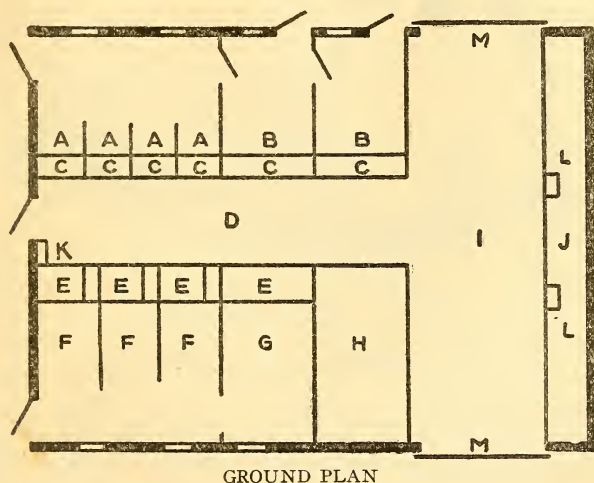 M
A A A A B B
C C C C C C
L
D
I
J
K
E E E E
L
F F F G H
M
GROUND PLAN